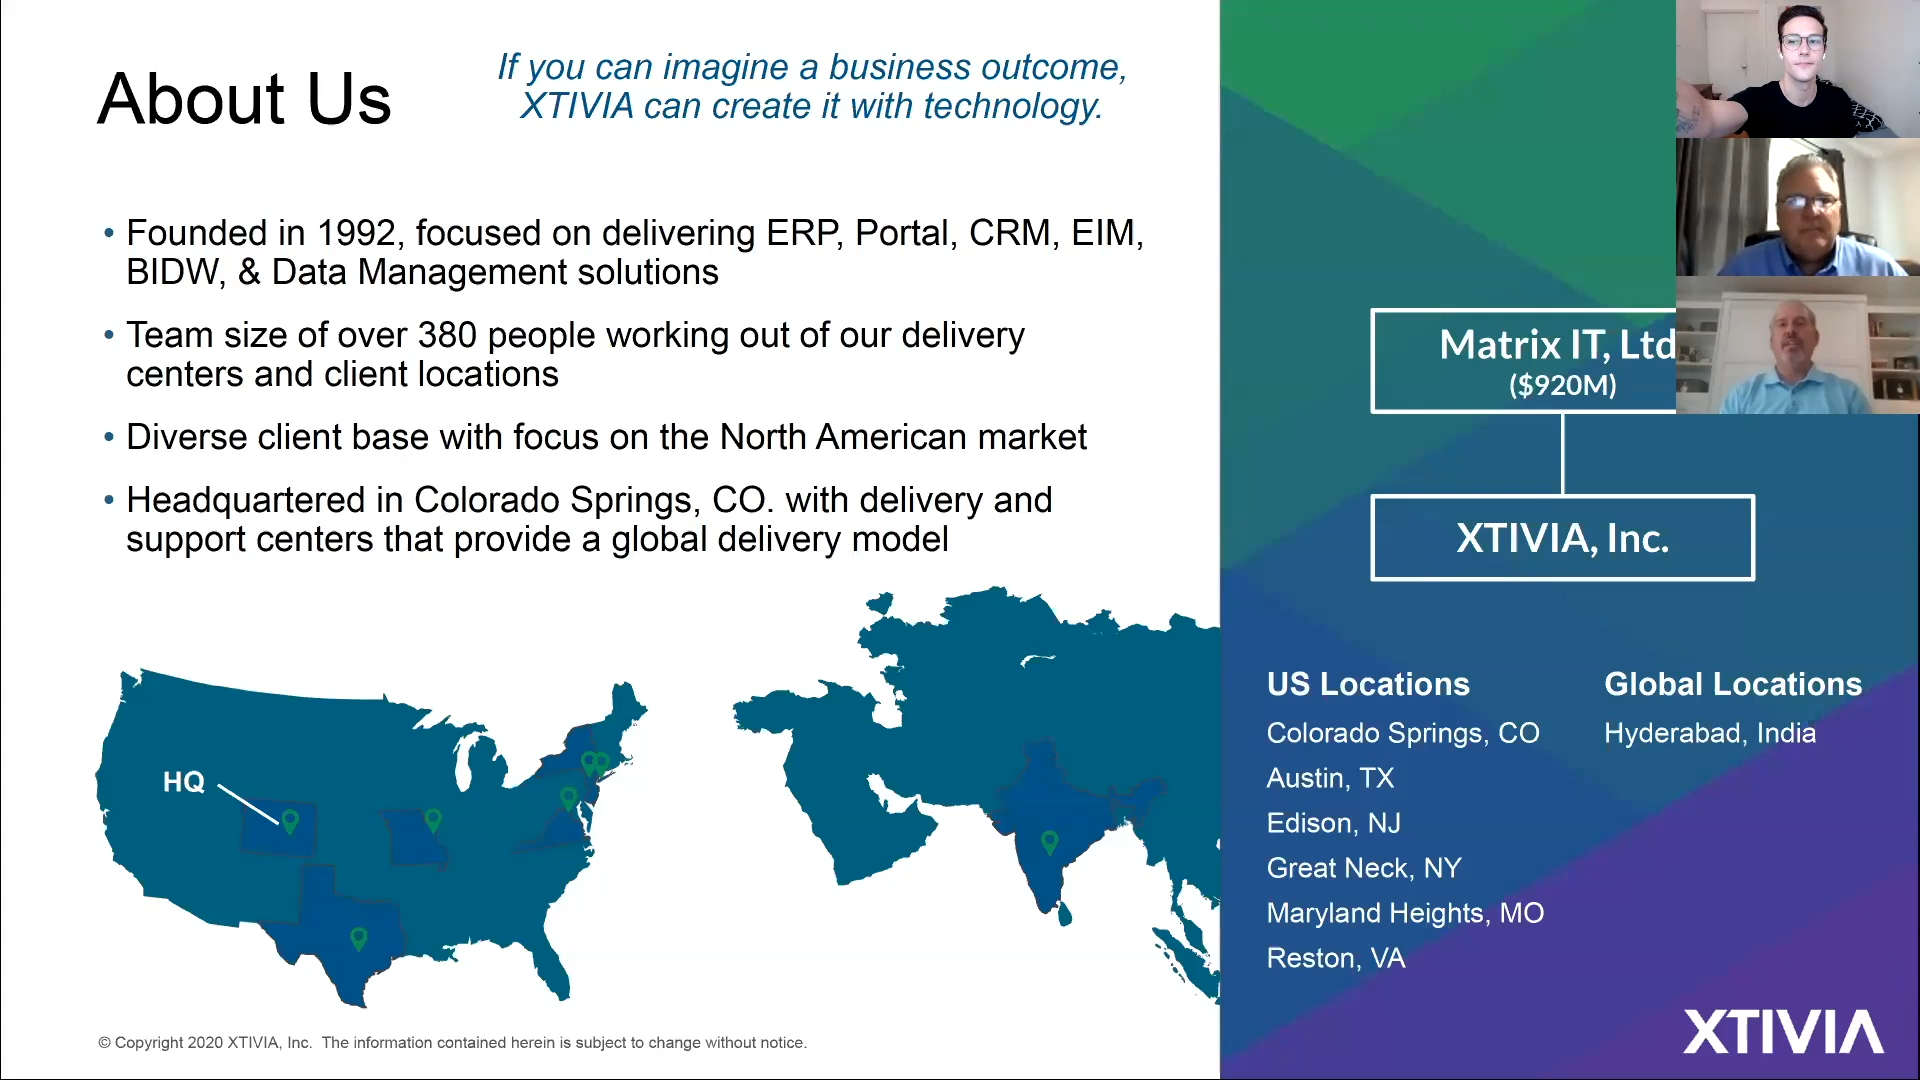 About Us
If you can imagine a business outcome,
XTIVIA can create it with technology.
• Founded in 1992, focused on delivering ERP, Portal, CRM, EIM,
BIDW, & Data Management solutions
• Team size of over 380 people working out of our delivery
centers and client locations
• Diverse client base with focus on the North American market
• Headquartered in Colorado Springs, CO. with delivery and
support centers that provide a global delivery model
HQ
© Copyright 2020 XTIVIA, Inc. The information contained herein is subject to change without notice.
Matrix IT, Ltd
($920M)
XTIVIA, Inc.
US Locations
Colorado Springs, CO
Austin, TX
Edison, NJ
Great Neck, NY
Maryland Heights, MO
Reston, VA
Global Locations
Hyderabad, India
XTIVIA